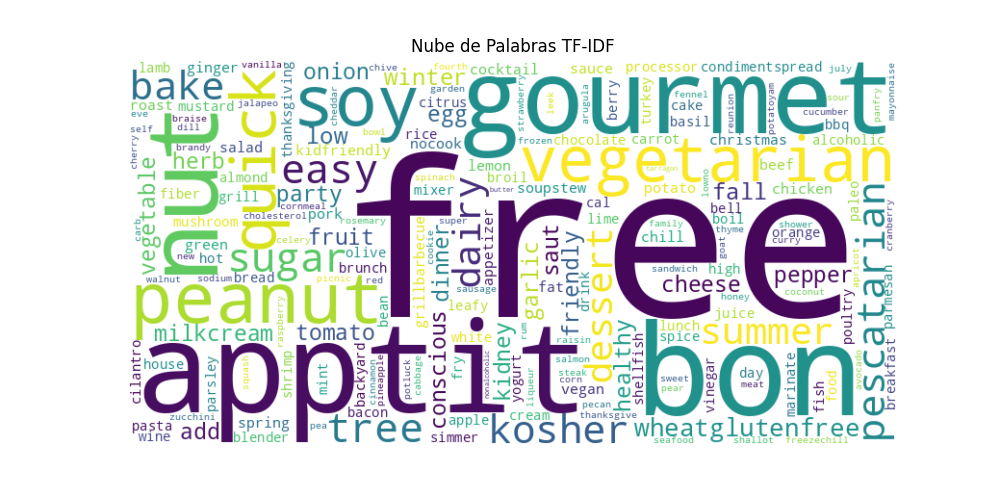 Nube de Palabras TF-IDF
lamb ginger vanilla chive fourth cocktail sauce processor condimentspread july
bake quick thanksgiving onion winter garden soy gourmet strawberry arugula turkey fennel sour mayonnaise
roast mustard jalapeo cheddar citrus egg leek berry cake potatoyam panfry
eve braise low bowl rice basil reunion cucumber bbq
self dill brandy salad kidfriendly nocook frozen chocolate carrot christmas alcoholic
cherry nut herb almond easy free lemon broil vegetarian tarragon beef
vegetable fiber grill party spinach mixer butter soupstew potato lowno fall chicken paleo
cholesterol cornmeal pork rosemary dairy appetizer cal bell cranberry
mushroom celery fruit super saut lime family boil thyme shower orange
carb green hot sugar olive grillbarbecue cookie dinner friendly chill goat curry
new brunch garlic sandwich high pepper apricot
walnut sodium bread picnic red sausage fat drink cheese honey coconut parmesan
peanut raspberry bean leafy dessert juice poultry pescatarian
milkcream tomato conscious white rum raisin healthy lunch summer spice
apptit bon
cilantro house squash shrimp backyard cabbage fry kidney salmon shellfish vinegar day marinate avocado breakfast
parsley mint cinnamon pineapple potluck nonalcoholic yogurt steak corn vegan sweet pear meat fish food
zucchini bacon liqueur pecan
pasta add spring pea tree apple cream thanksgive wheatglutenfree
wine blender simmer kosher seafood shallot freezechill